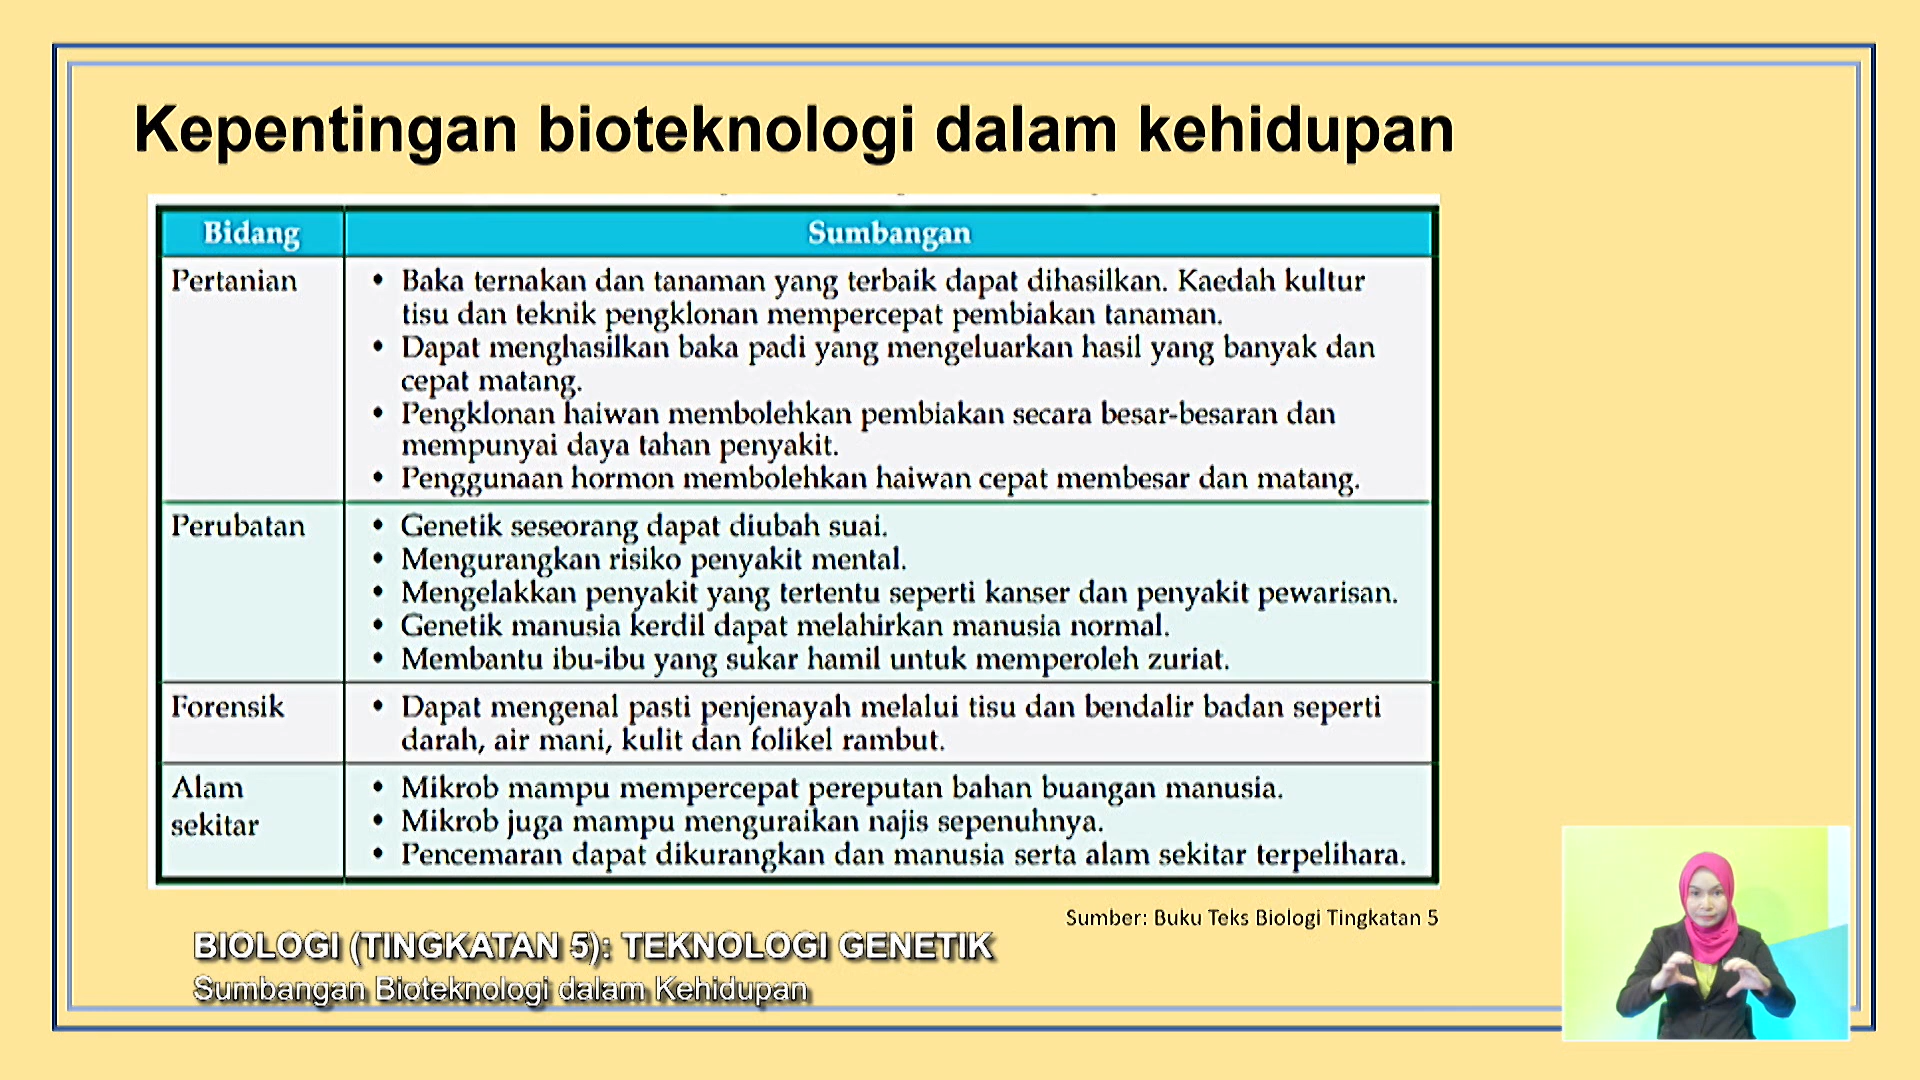 Kepentingan bioteknologi dalam kehidupan
Bidang
Sumbangan
Pertanian
• Baka ternakan dan tanaman yang terbaik dapat dihasilkan. Kaedah kultur
tisu dan teknik pengklonan mempercepat pembiakan tanaman.
• Dapat menghasilkan baka padi yang mengeluarkan hasil yang banyak dan
cepat matang.
• Pengklonan haiwan membolehkan pembiakan secara besar-besaran dan
mempunyai daya tahan penyakit.
• Penggunaan hormon membolehkan haiwan cepat membesar dan matang.
Perubatan
• Genetik seseorang dapat diubah suai.
• Mengurangkan risiko penyakit mental.
• Mengelakkan penyakit yang tertentu seperti kanser dan penyakit pewarisan.
• Genetik manusia kerdil dapat melahirkan manusia normal.
• Membantu ibu-ibu yang sukar hamil untuk memperoleh zuriat.
Forensik
• Dapat mengenal pasti penjenayah melalui tisu dan bendalir badan seperti
darah, air mani, kulit dan folikel rambut.
Alam
sekitar
• Mikrob mampu mempercepat pereputan bahan buangan manusia.
• Mikrob juga mampu menguraikan najis sepenuhnya.
• Pencemaran dapat dikurangkan dan manusia serta alam sekitar terpelihara.
Sumber: Buku Teks Biologi Tingkatan 5
BIOLOGI (TINGKATAN 5): TEKNOLOGI GENETIK
Sumbangan Bioteknologi dalam Kehidupan